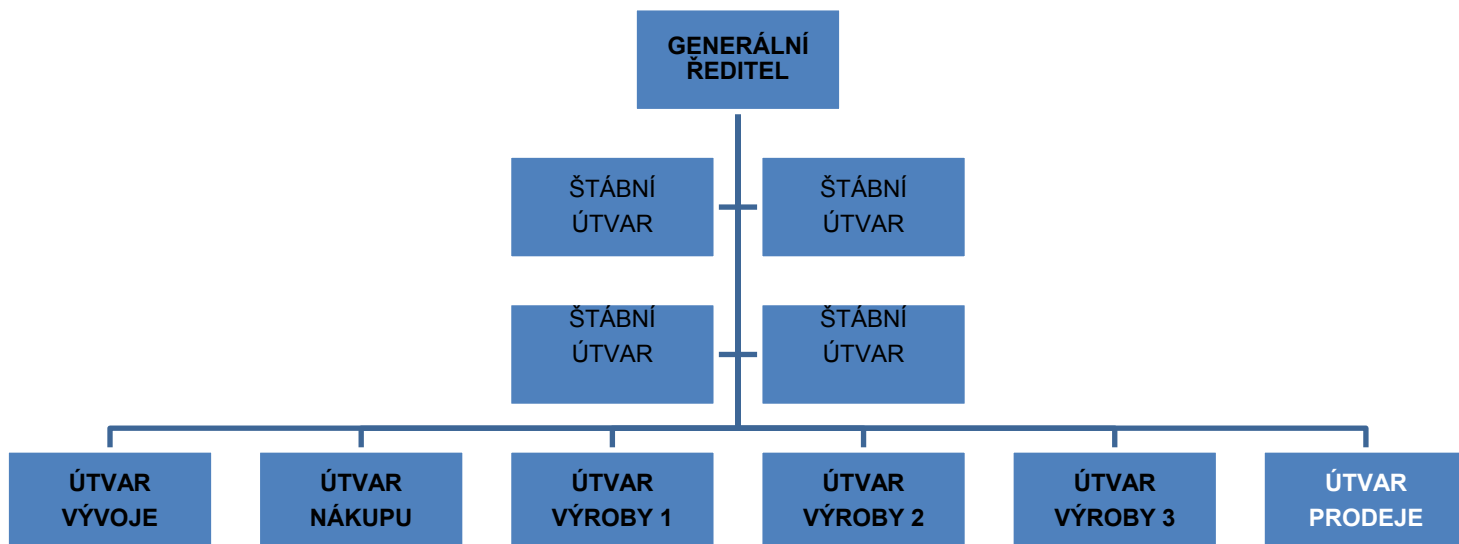 GENERÁLNÍ
ŘEDITEL
ŠTÁBNÍ
ÚTVAR
ŠTÁBNÍ
ÚTVAR
ŠTÁBNÍ
ÚTVAR
ŠTÁBNÍ
ÚTVAR
ÚTVAR
VÝVOJE
ÚTVAR
NÁKUPU
ÚTVAR
VÝROBY 1
ÚTVAR
VÝROBY 2
ÚTVAR
VÝROBY 3
ÚTVAR
PRODEJE